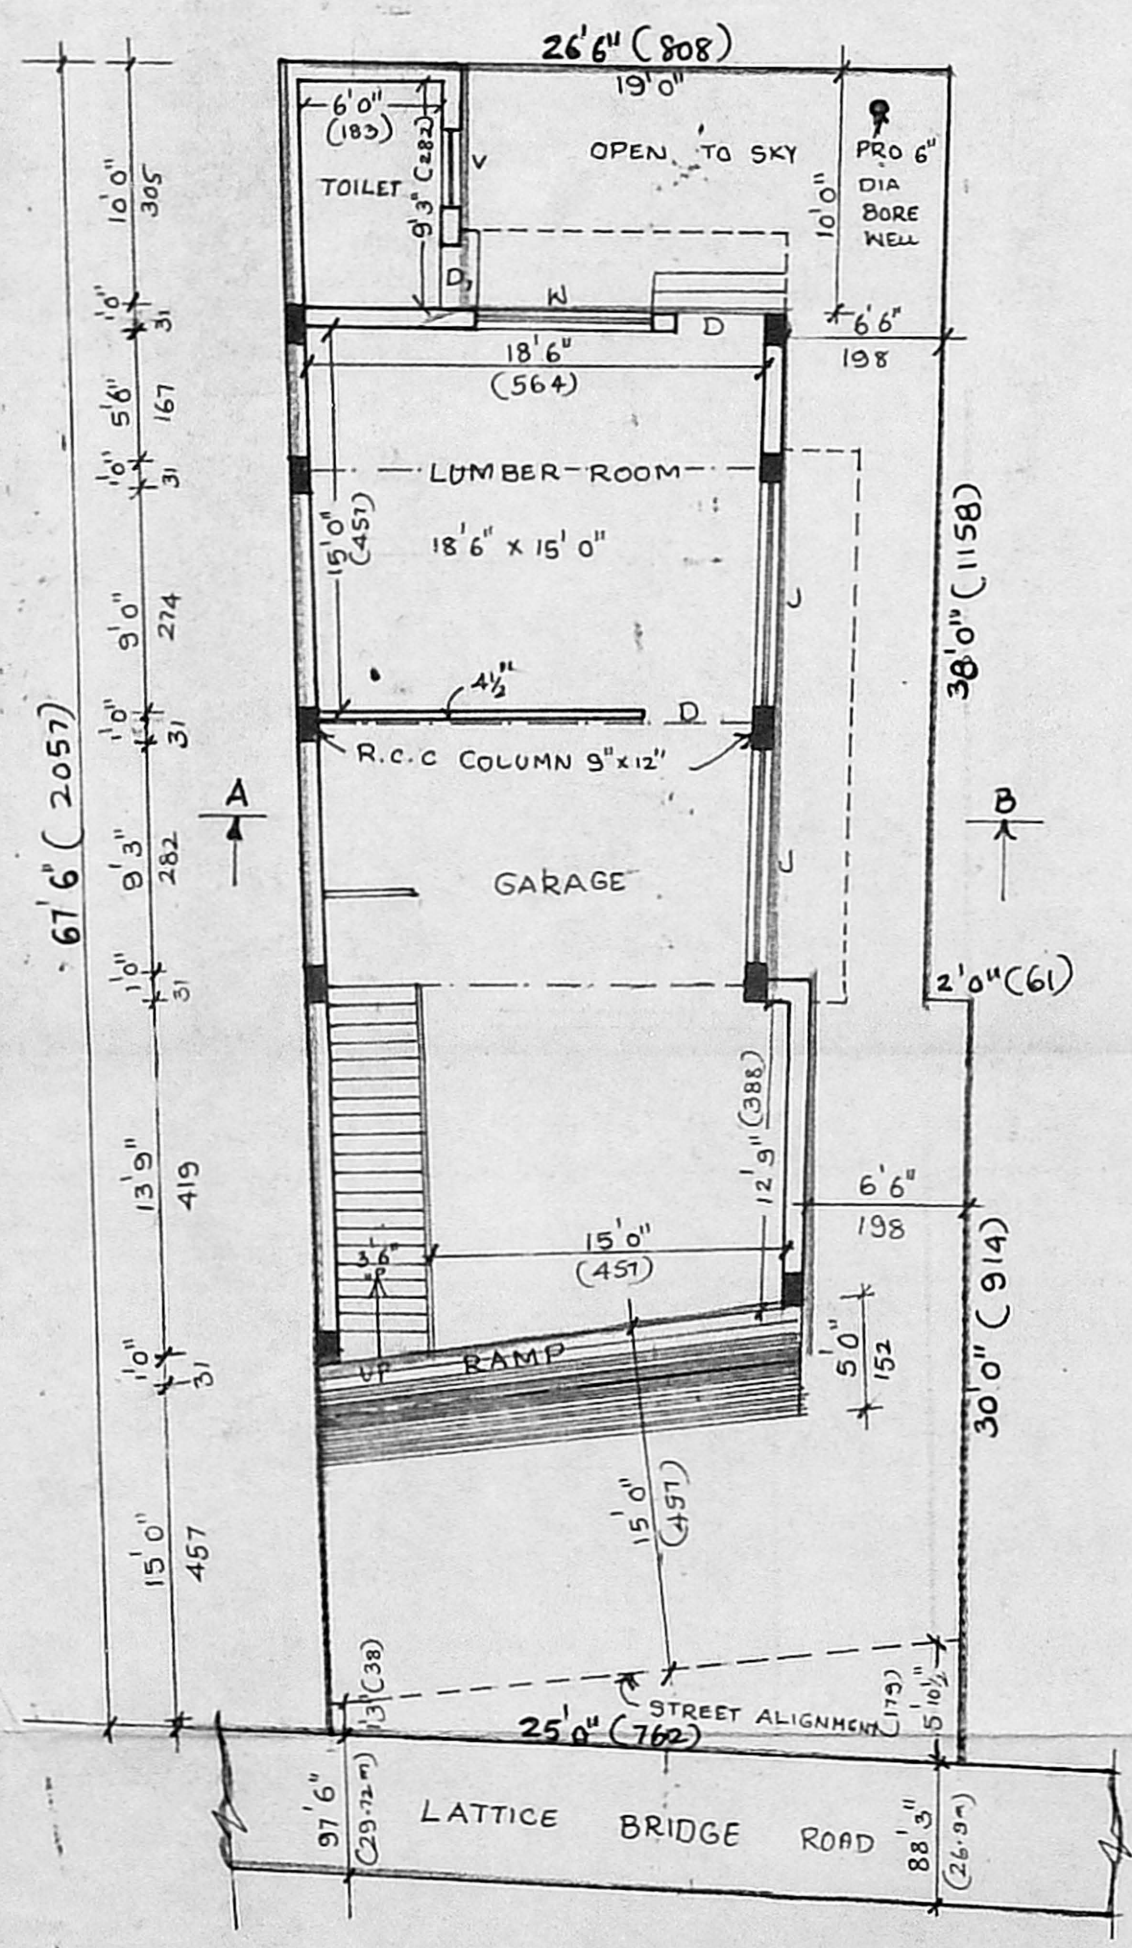 26'6" (808)
19'0"
6'0"
(183)
9'3" (282)
V
TOILET
OPEN TO SKY
PRO 6"
DIA
BORE
WELL
10'0"
10'0"
305
D,
W
D
1'0"
31
6'6"
198
18'6"
(564)
5'6"
167
1'0"
31
LUMBER-ROOM
15'0"
(457)
18'6" x 15'0"
38'0" (1158)
9'0"
274
C
4½"
D
1'0"
31
R.C.C COLUMN 9"x12"
67'6" (2057)
A
B
9'3"
282
C
GARAGE
1'0"
31
2'0" (61)
12'9" (388)
13'9"
419
6'6"
198
3'6"
UP
15'0"
(457)
30'0" (914)
5'0"
152
RAMP
UP
1'0"
31
15'0"
(457)
15'0"
457
1'3" (38)
STREET ALIGNMENT
(179)
5'10½"
25'0" (762)
97'6"
(29.72m)
LATTICE BRIDGE ROAD
88'3"
(26.9m)